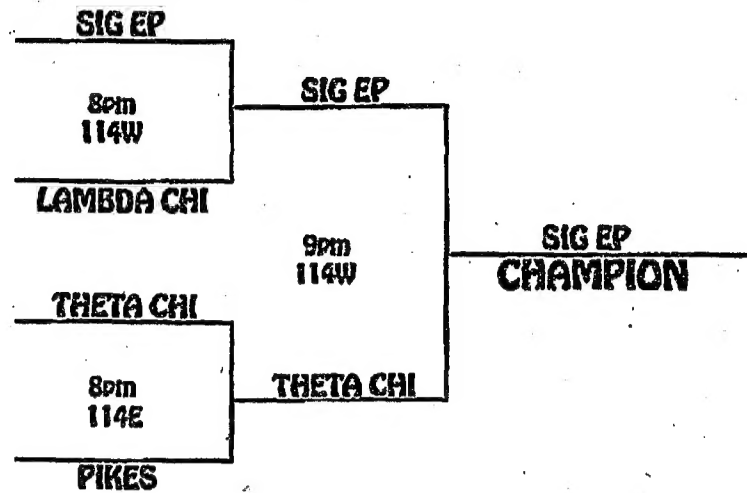 SIG EP
8pm
114W
LAMBDA CHI
SIG EP
9pm
114W
THETA CHI
8pm
114E
PIKES
THETA CHI
SIG EP
CHAMPION